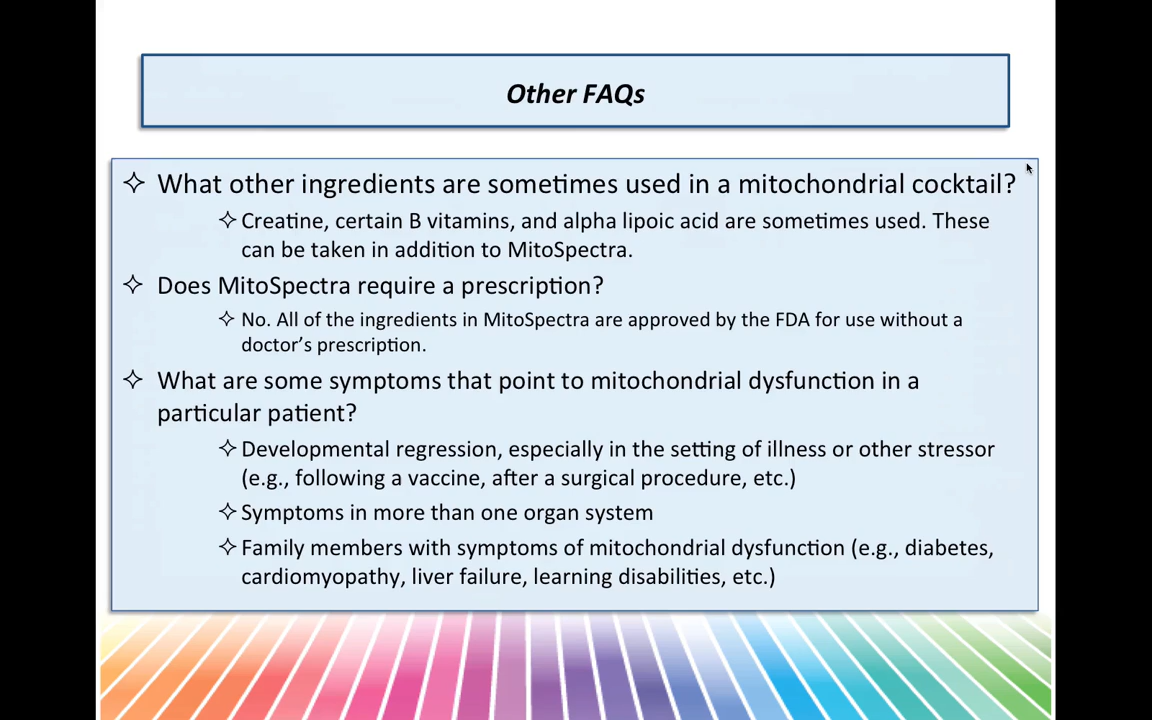 Other FAQs
What other ingredients are sometimes used in a mitochondrial cocktail?
Creatine, certain B vitamins, and alpha lipoic acid are sometimes used. These
can be taken in addition to MitoSpectra.
Does MitoSpectra require a prescription?
No. All of the ingredients in MitoSpectra are approved by the FDA for use without a
doctor’s prescription.
What are some symptoms that point to mitochondrial dysfunction in a
particular patient?
Developmental regression, especially in the setting of illness or other stressor
(e.g., following a vaccine, after a surgical procedure, etc.)
Symptoms in more than one organ system
Family members with symptoms of mitochondrial dysfunction (e.g., diabetes,
cardiomyopathy, liver failure, learning disabilities, etc.)